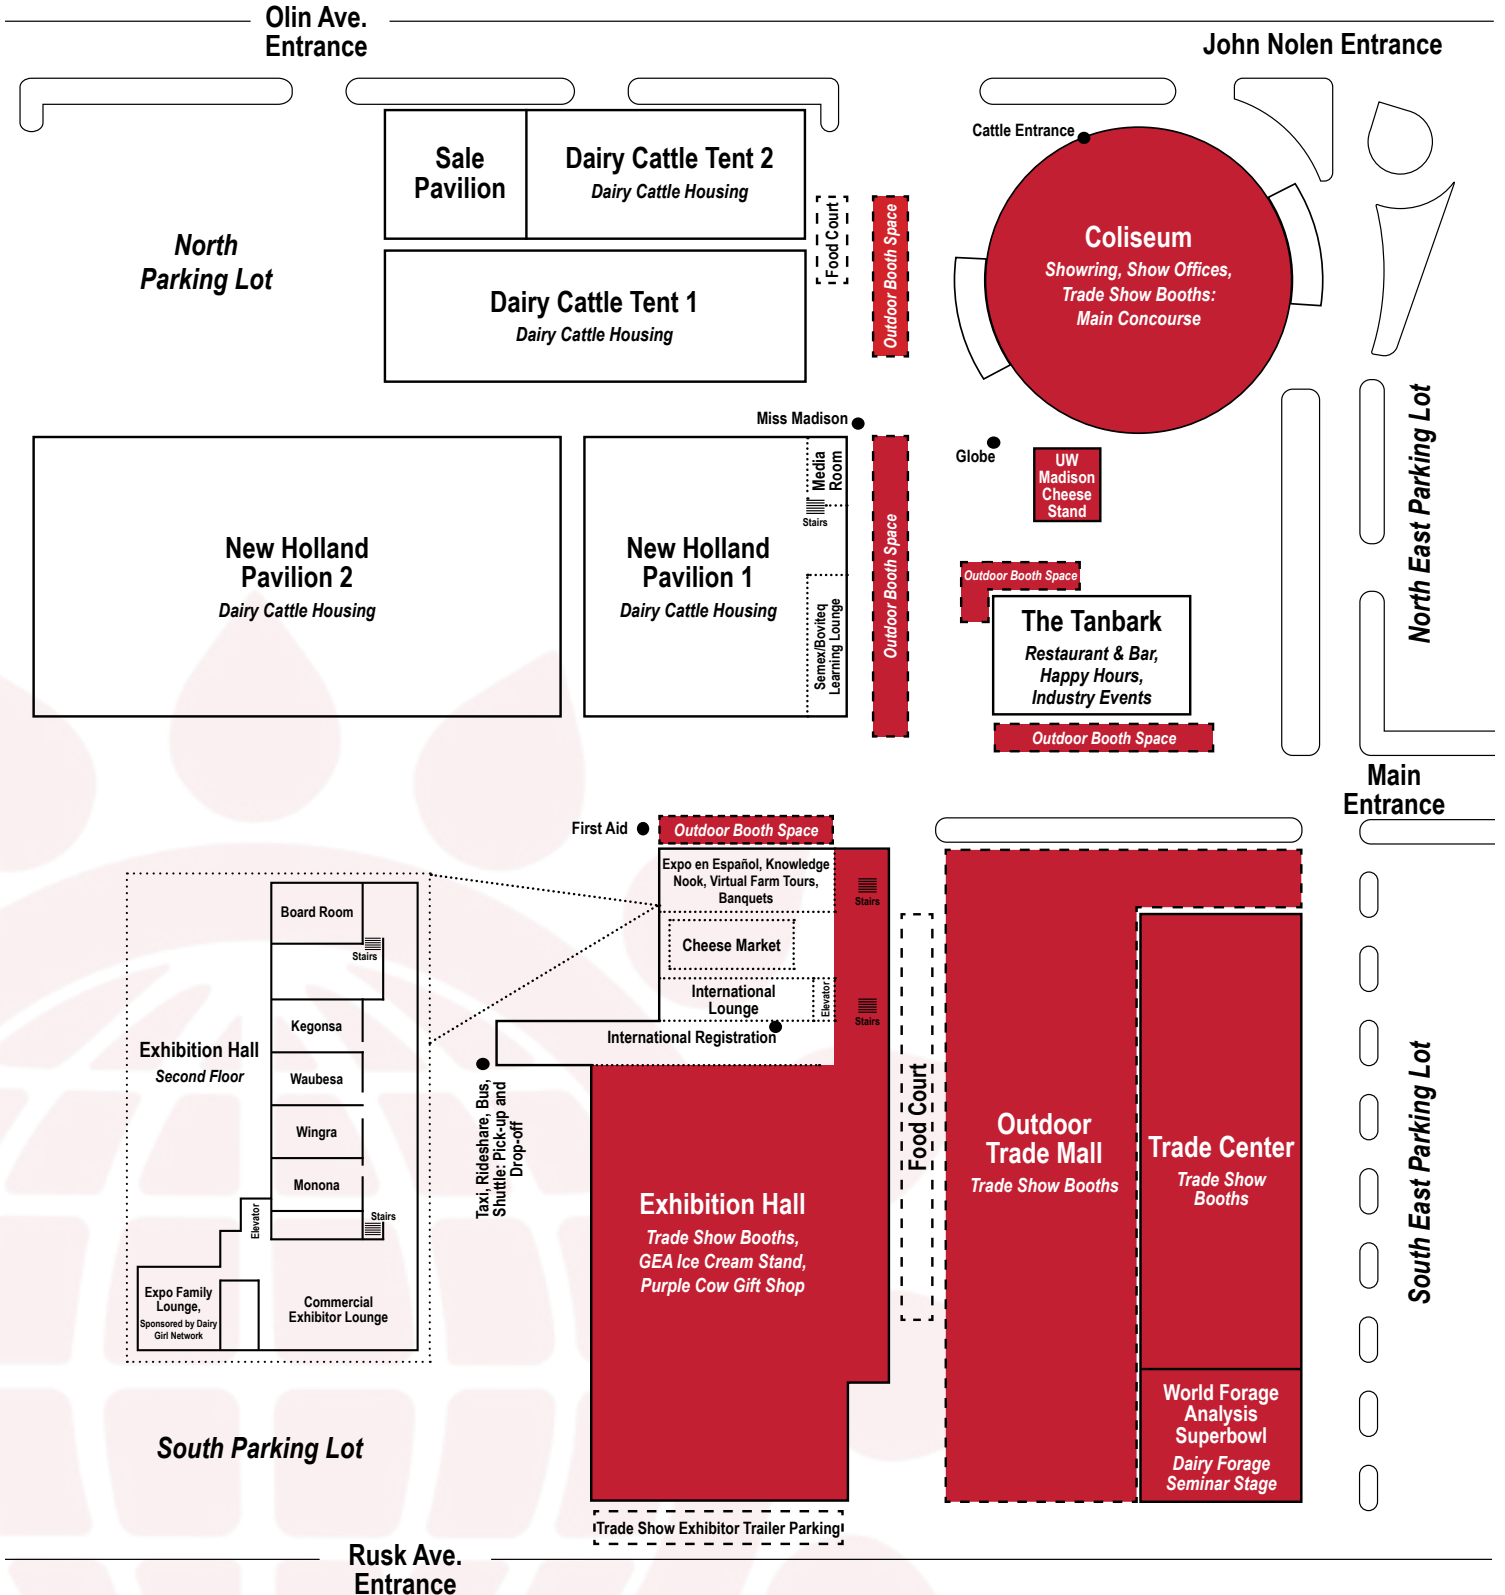 Olin Ave.
Entrance
John Nolen Entrance
Cattle Entrance
Sale
Pavilion
Dairy Cattle Tent 2
Dairy Cattle Housing
Food Court
Outdoor Booth Space
Coliseum
Showring, Show Offices,
Trade Show Booths:
Main Concourse
North
Parking Lot
Dairy Cattle Tent 1
Dairy Cattle Housing
Miss Madison
Globe
UW
Madison
Cheese
Stand
North East Parking Lot
New Holland
Pavilion 2
Dairy Cattle Housing
New Holland
Pavilion 1
Dairy Cattle Housing
Media
Room
Stairs
Semex/Boviteq
Learning Lounge
Outdoor Booth Space
Outdoor Booth Space
The Tanbark
Restaurant & Bar,
Happy Hours,
Industry Events
Outdoor Booth Space
Main
Entrance
First Aid
Outdoor Booth Space
Expo en Español, Knowledge
Nook, Virtual Farm Tours,
Banquets
Stairs
Cheese Market
International
Lounge
Elevator
Stairs
International Registration
Board Room
Stairs
Kegonsa
Exhibition Hall
Second Floor
Waubesa
Wingra
Monona
Stairs
Elevator
Expo Family
Lounge,
Sponsored by Dairy
Girl Network
Commercial
Exhibitor Lounge
Taxi, Rideshare, Bus,
Shuttle: Pick-up and
Drop-off
Exhibition Hall
Trade Show Booths,
GEA Ice Cream Stand,
Purple Cow Gift Shop
Food Court
Outdoor
Trade Mall
Trade Show Booths
Trade Center
Trade Show
Booths
South East Parking Lot
World Forage
Analysis
Superbowl
Dairy Forage
Seminar Stage
South Parking Lot
Trade Show Exhibitor Trailer Parking
Rusk Ave.
Entrance